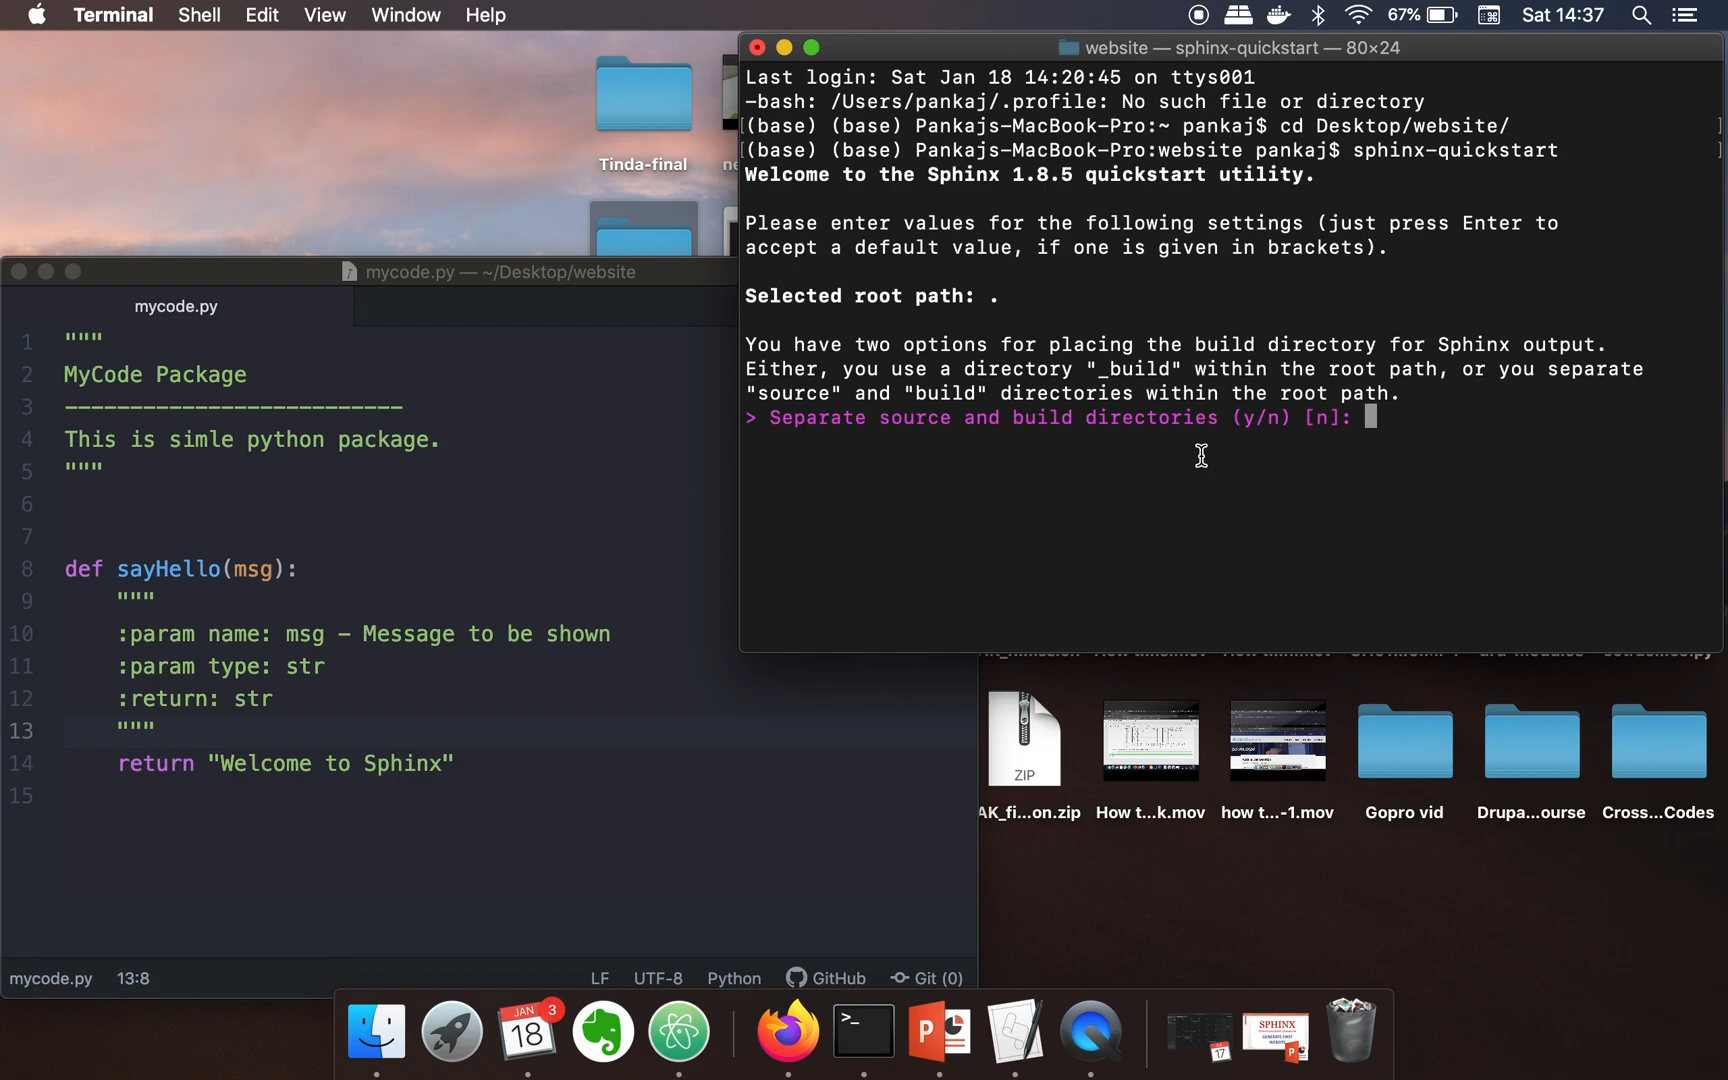 Terminal Shell Edit View Window Help
67% Sat 14:37
Tinda-final
website — sphinx-quickstart — 80×24
Last login: Sat Jan 18 14:20:45 on ttys001
-bash: /Users/pankaj/.profile: No such file or directory
[(base) (base) Pankajs-MacBook-Pro:~ pankaj$ cd Desktop/website/ ]
[(base) (base) Pankajs-MacBook-Pro:website pankaj$ sphinx-quickstart ]
Welcome to the Sphinx 1.8.5 quickstart utility.
Please enter values for the following settings (just press Enter to
accept a default value, if one is given in brackets).
Selected root path: .
You have two options for placing the build directory for Sphinx output.
Either, you use a directory "_build" within the root path, or you separate
"source" and "build" directories within the root path.
> Separate source and build directories (y/n) [n]:
mycode.py — ~/Desktop/website
mycode.py
1 """
2 MyCode Package
3 --------------------------
4 This is simle python package.
5 """
6
7
8 def sayHello(msg):
9 """
10 :param name: msg – Message to be shown
11 :param type: str
12 :return: str
13 """
14 return "Welcome to Sphinx"
15
mycode.py 13:8 LF UTF-8 Python GitHub Git (0)
ZIP
AK_fi...on.zip How t...k.mov how t...-1.mov Gopro vid Drupa...ourse Cross...Codes
JAN
18
3
>_
P
17
SPHINX